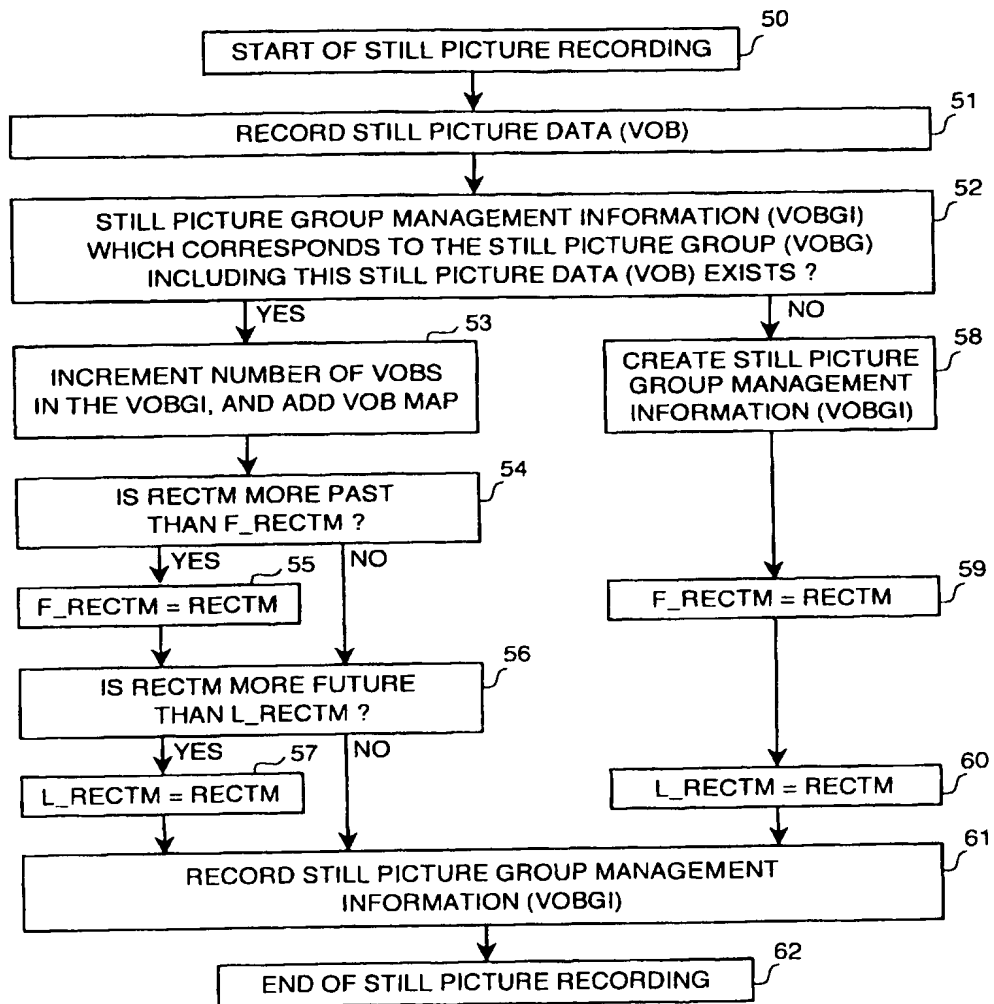 50
START OF STILL PICTURE RECORDING
51
RECORD STILL PICTURE DATA (VOB)
52
STILL PICTURE GROUP MANAGEMENT INFORMATION (VOBGI)
WHICH CORRESPONDS TO THE STILL PICTURE GROUP (VOBG)
INCLUDING THIS STILL PICTURE DATA (VOB) EXISTS ?
YES
NO
53
INCREMENT NUMBER OF VOBS
IN THE VOBGI, AND ADD VOB MAP
54
IS RECTM MORE PAST
THAN F_RECTM ?
YES
NO
55
F_RECTM = RECTM
56
IS RECTM MORE FUTURE
THAN L_RECTM ?
YES
NO
57
L_RECTM = RECTM
58
CREATE STILL PICTURE
GROUP MANAGEMENT
INFORMATION (VOBGI)
59
F_RECTM = RECTM
60
L_RECTM = RECTM
61
RECORD STILL PICTURE GROUP MANAGEMENT
INFORMATION (VOBGI)
62
END OF STILL PICTURE RECORDING